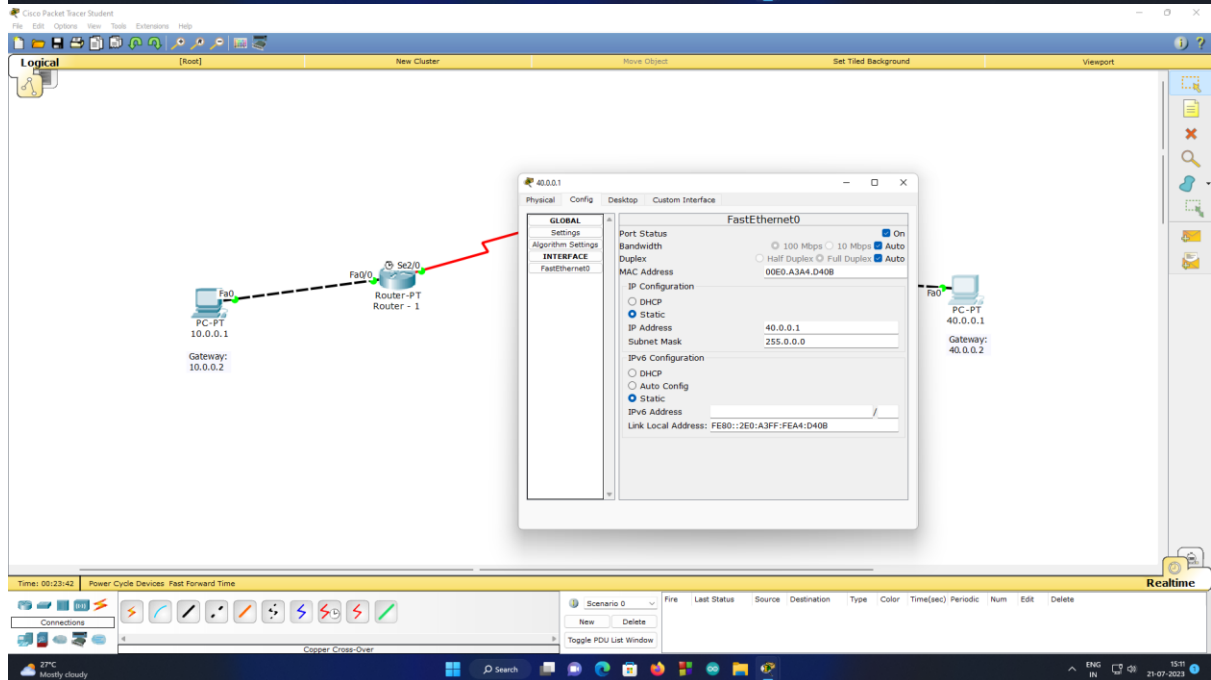 Cisco Packet Tracer Student
File Edit Options View Tools Extensions Help
Logical [Root] New Cluster Move Object Set Tiled Background Viewport
40.0.0.1
Physical Config Desktop Custom Interface
GLOBAL
Settings
Algorithm Settings
INTERFACE
FastEthernet0
FastEthernet0
Port Status On
Bandwidth 100 Mbps 10 Mbps Auto
Duplex Half Duplex Full Duplex Auto
MAC Address 00E0.A3A4.D40B
IP Configuration
DHCP
Static
IP Address 40.0.0.1
Subnet Mask 255.0.0.0
IPv6 Configuration
DHCP
Auto Config
Static
IPv6 Address /
Link Local Address: FE80::2E0:A3FF:FEA4:D40B
Fa0
PC-PT
10.0.0.1
Gateway:
10.0.0.2
Fa0/0
Se2/0
Router-PT
Router - 1
Fa0
PC-PT
40.0.0.1
Gateway:
40.0.0.2
Time: 00:23:42 Power Cycle Devices Fast Forward Time Realtime
Connections
Copper Cross-Over
Scenario 0
New Delete
Toggle PDU List Window
Fire Last Status Source Destination Type Color Time(sec) Periodic Num Edit Delete
27°C
Mostly cloudy
Search
ENG
IN
15:11
21-07-2023